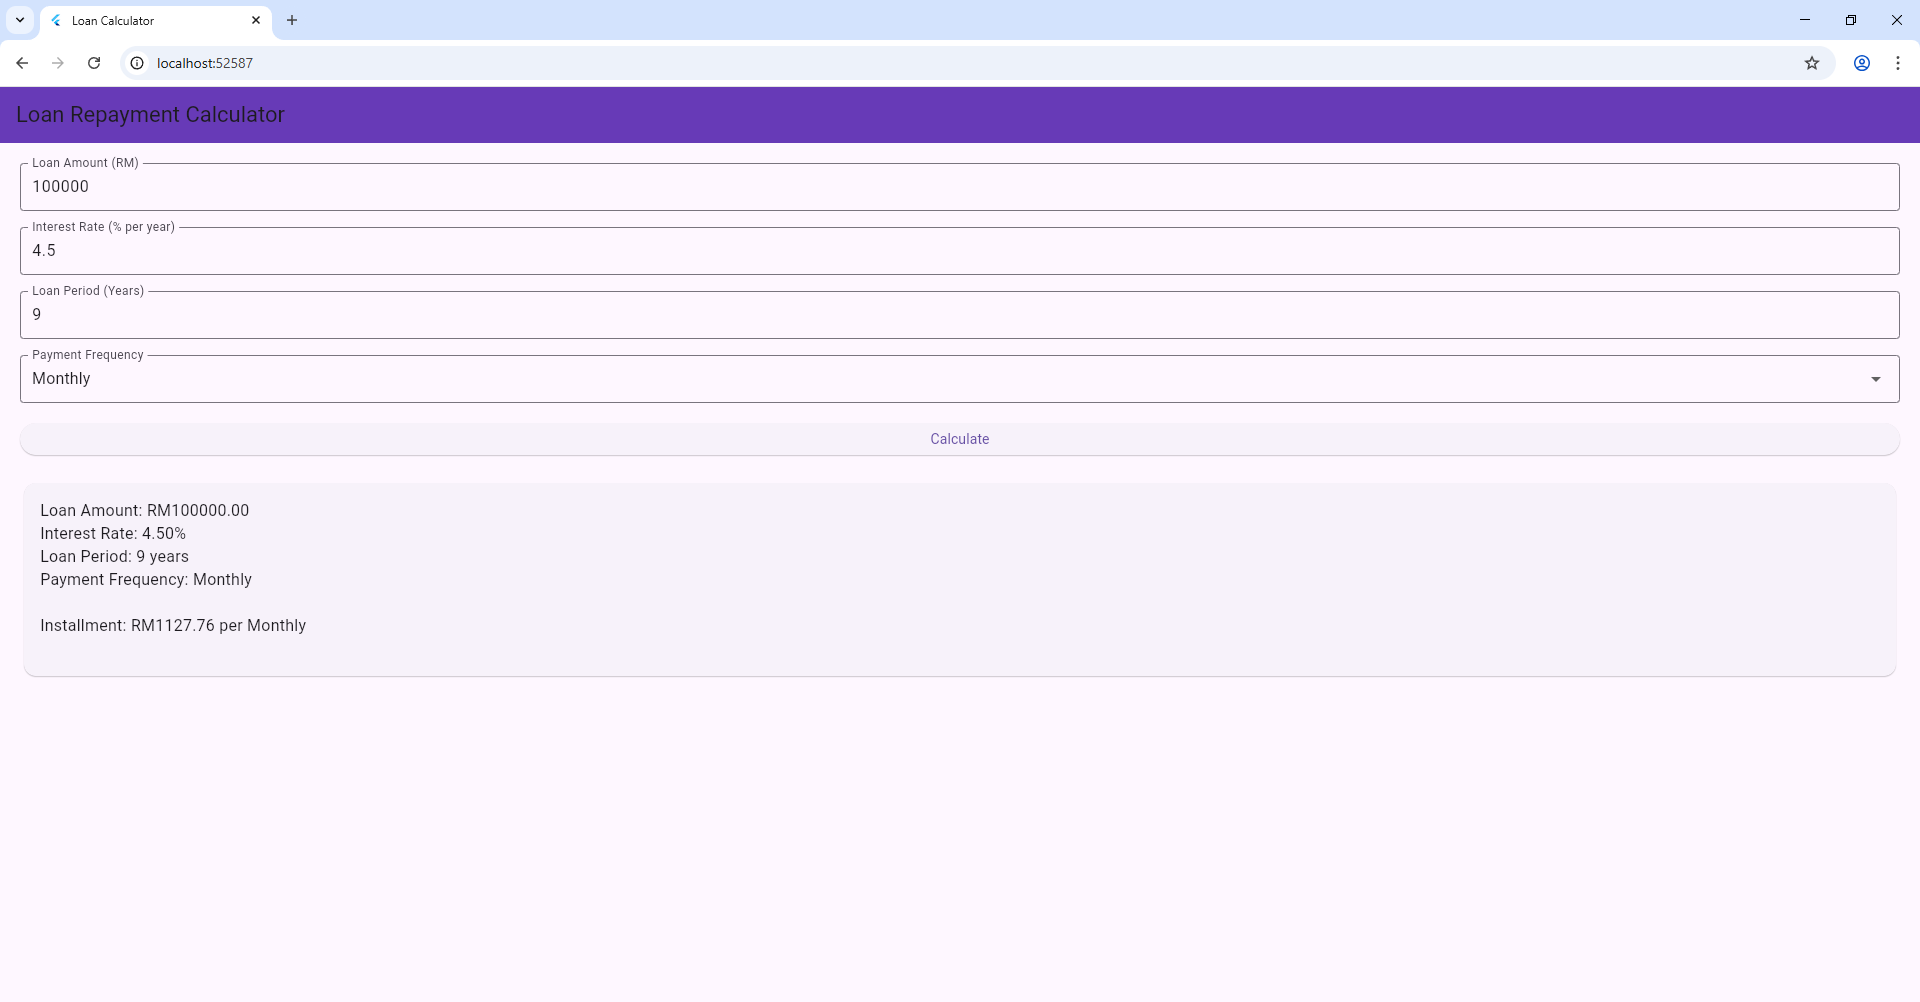 Loan Calculator
localhost:52587
Loan Repayment Calculator
Loan Amount (RM)
100000
Interest Rate (% per year)
4.5
Loan Period (Years)
9
Payment Frequency
Monthly
Calculate
Loan Amount: RM100000.00
Interest Rate: 4.50%
Loan Period: 9 years
Payment Frequency: Monthly
Installment: RM1127.76 per Monthly